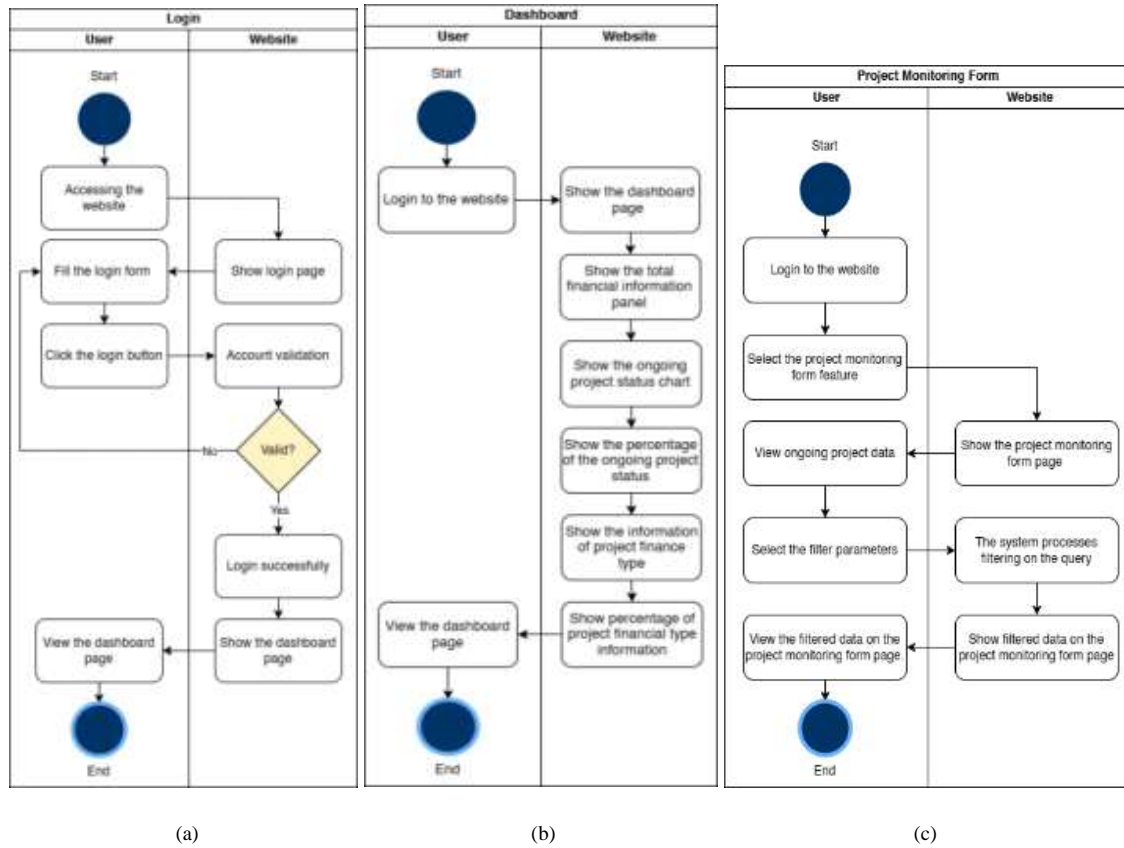 Login
User
Website
Start
Accessing the
website
Show login page
Fill the login form
Click the login button
Account validation
Valid?
No
Yes
Login successfully
Show the dashboard
page
View the dashboard
page
End
(a)
Dashboard
User
Website
Start
Login to the website
Show the dashboard
page
Show the total
financial information
panel
Show the ongoing
project status chart
Show the percentage
of the ongoing project
status
Show the information
of project finance
type
Show percentage of
project financial type
information
View the dashboard
page
End
(b)
Project Monitoring Form
User
Website
Start
Login to the website
Select the project monitoring
form feature
Show the project monitoring
form page
View ongoing project data
Select the filter parameters
The system processes
filtering on the query
Show filtered data on the
project monitoring form page
View the filtered data on the
project monitoring form page
End
(c)